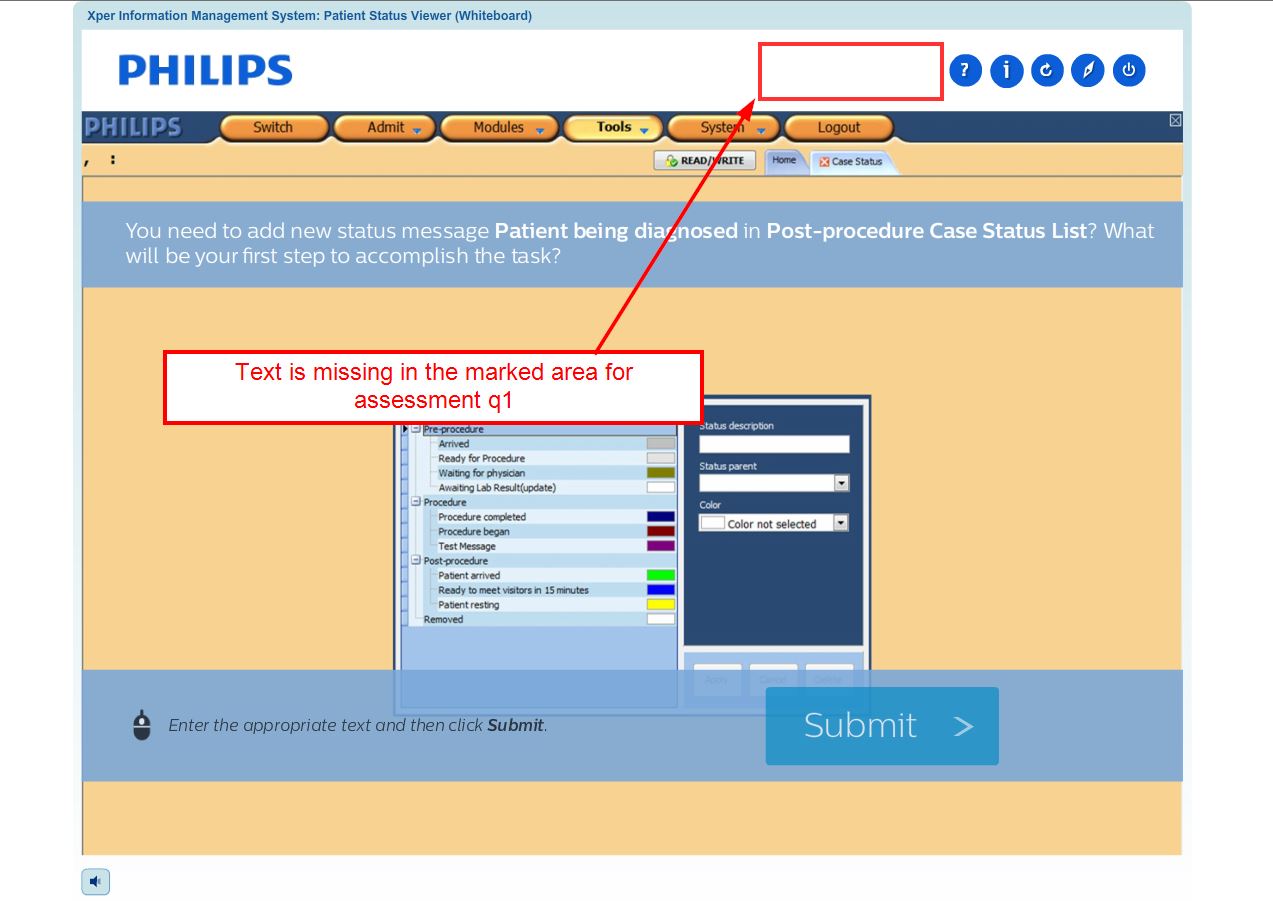 Xper Information Management System: Patient Status Viewer (Whiteboard)
PHILIPS
? i
PHILIPS Switch Admit Modules Tools System Logout
, :
READ/WRITE Home Case Status
You need to add new status message Patient being diagnosed in Post-procedure Case Status List? What
will be your first step to accomplish the task?
Text is missing in the marked area for
assessment q1
Pre-procedure
Arrived
Ready for Procedure
Waiting for physician
Awaiting Lab Result(update)
Procedure
Procedure completed
Procedure began
Test Message
Post-procedure
Patient arrived
Ready to meet visitors in 15 minutes
Patient resting
Removed
Status description
Status parent
Color
Color not selected
Apply Cancel Delete
Enter the appropriate text and then click Submit.
Submit >